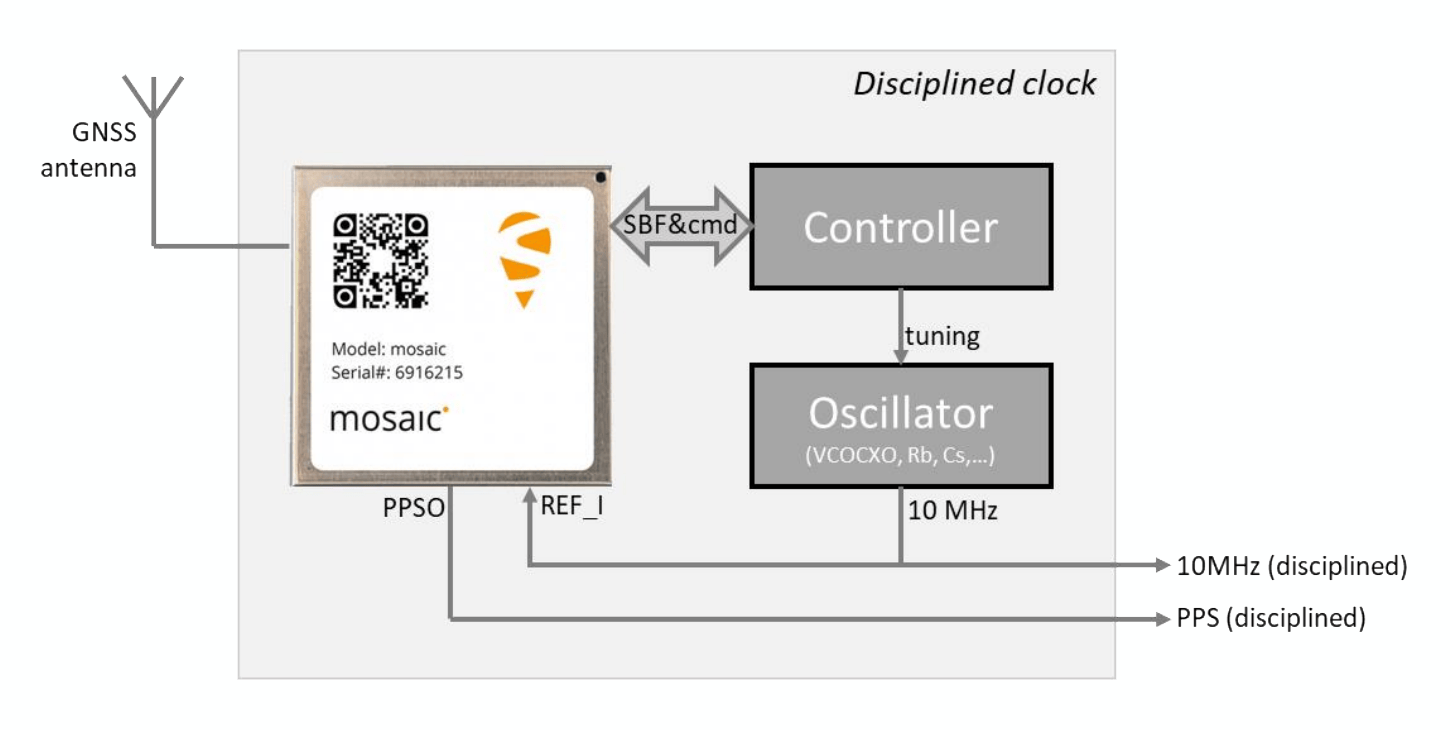 Disciplined clock
GNSS
antenna
SBF&cmd
Controller
Model: mosaic
Serial#: 6916215
mosaic
tuning
Oscillator
(VCOCXO, Rb, Cs,...)
PPSO
REF_I
10 MHz
10MHz (disciplined)
PPS (disciplined)